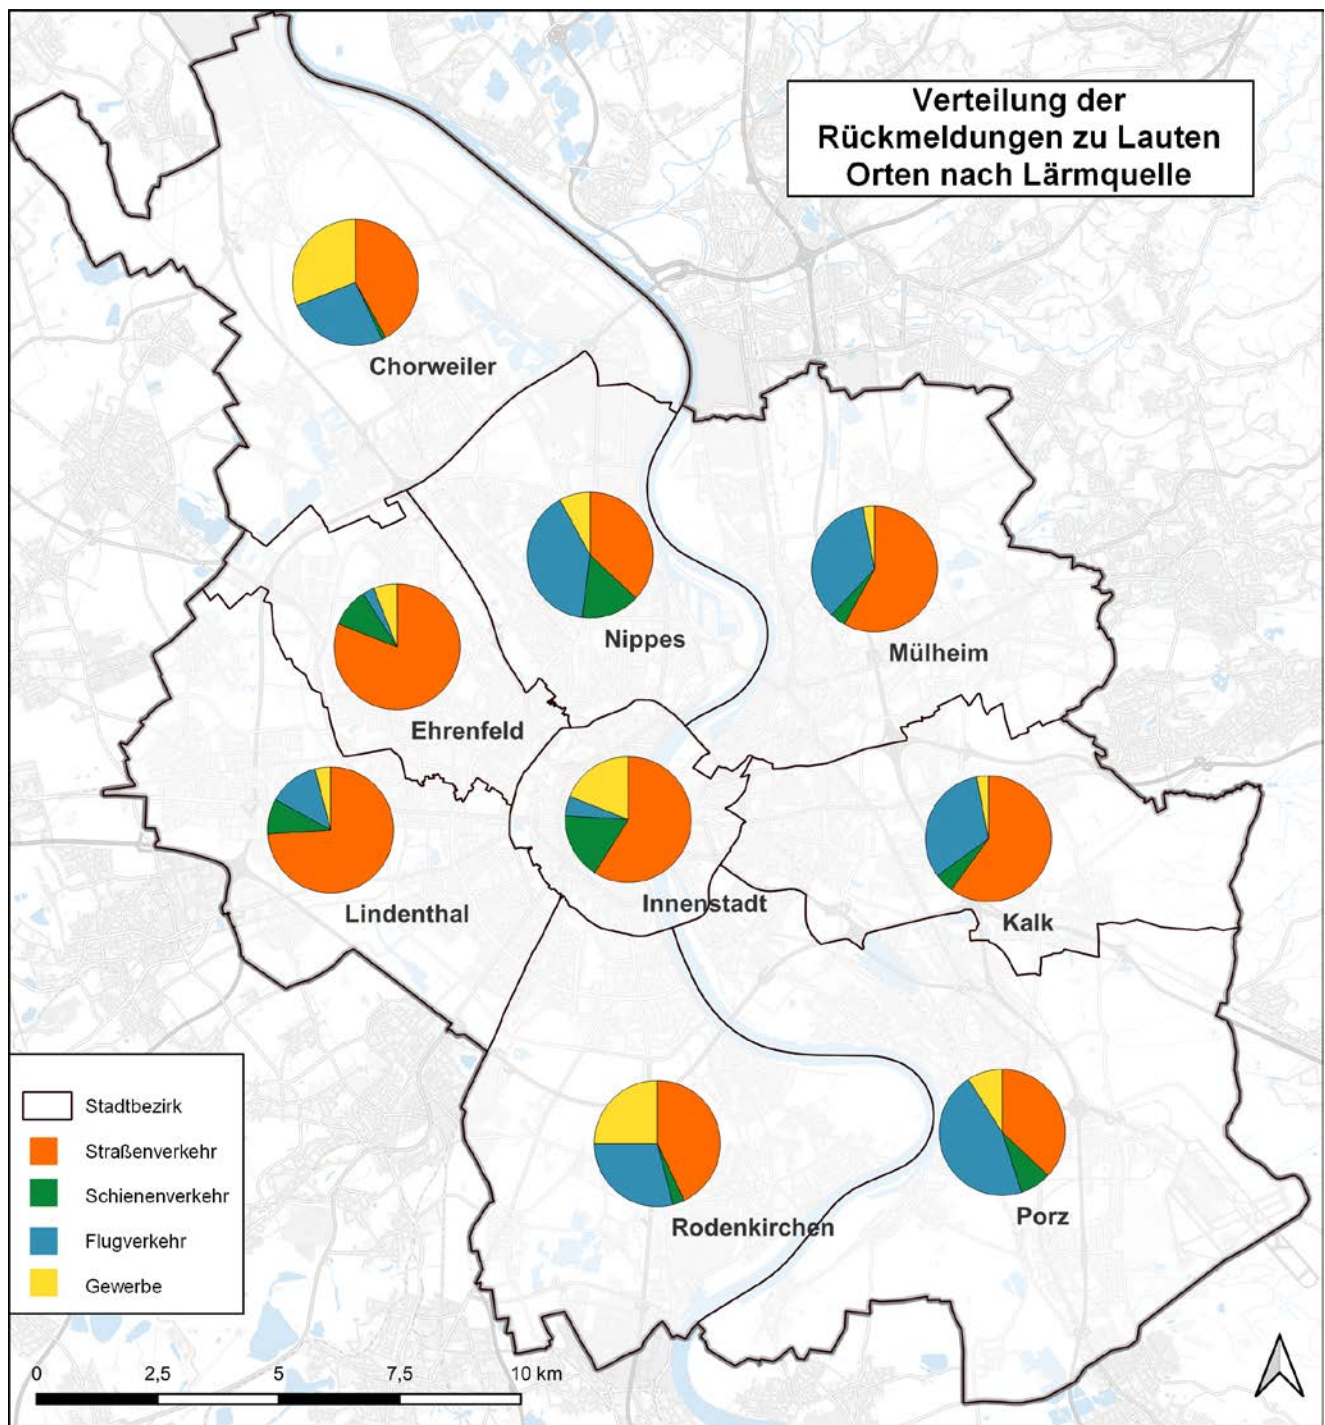 Verteilung der
Rückmeldungen zu Lauten
Orten nach Lärmquelle
Chorweiler
Nippes
Mülheim
Ehrenfeld
Lindenthal
Innenstadt
Kalk
Rodenkirchen
Porz
Stadtbezirk
Straßenverkehr
Schienenverkehr
Flugverkehr
Gewerbe
0 2,5 5 7,5 10 km